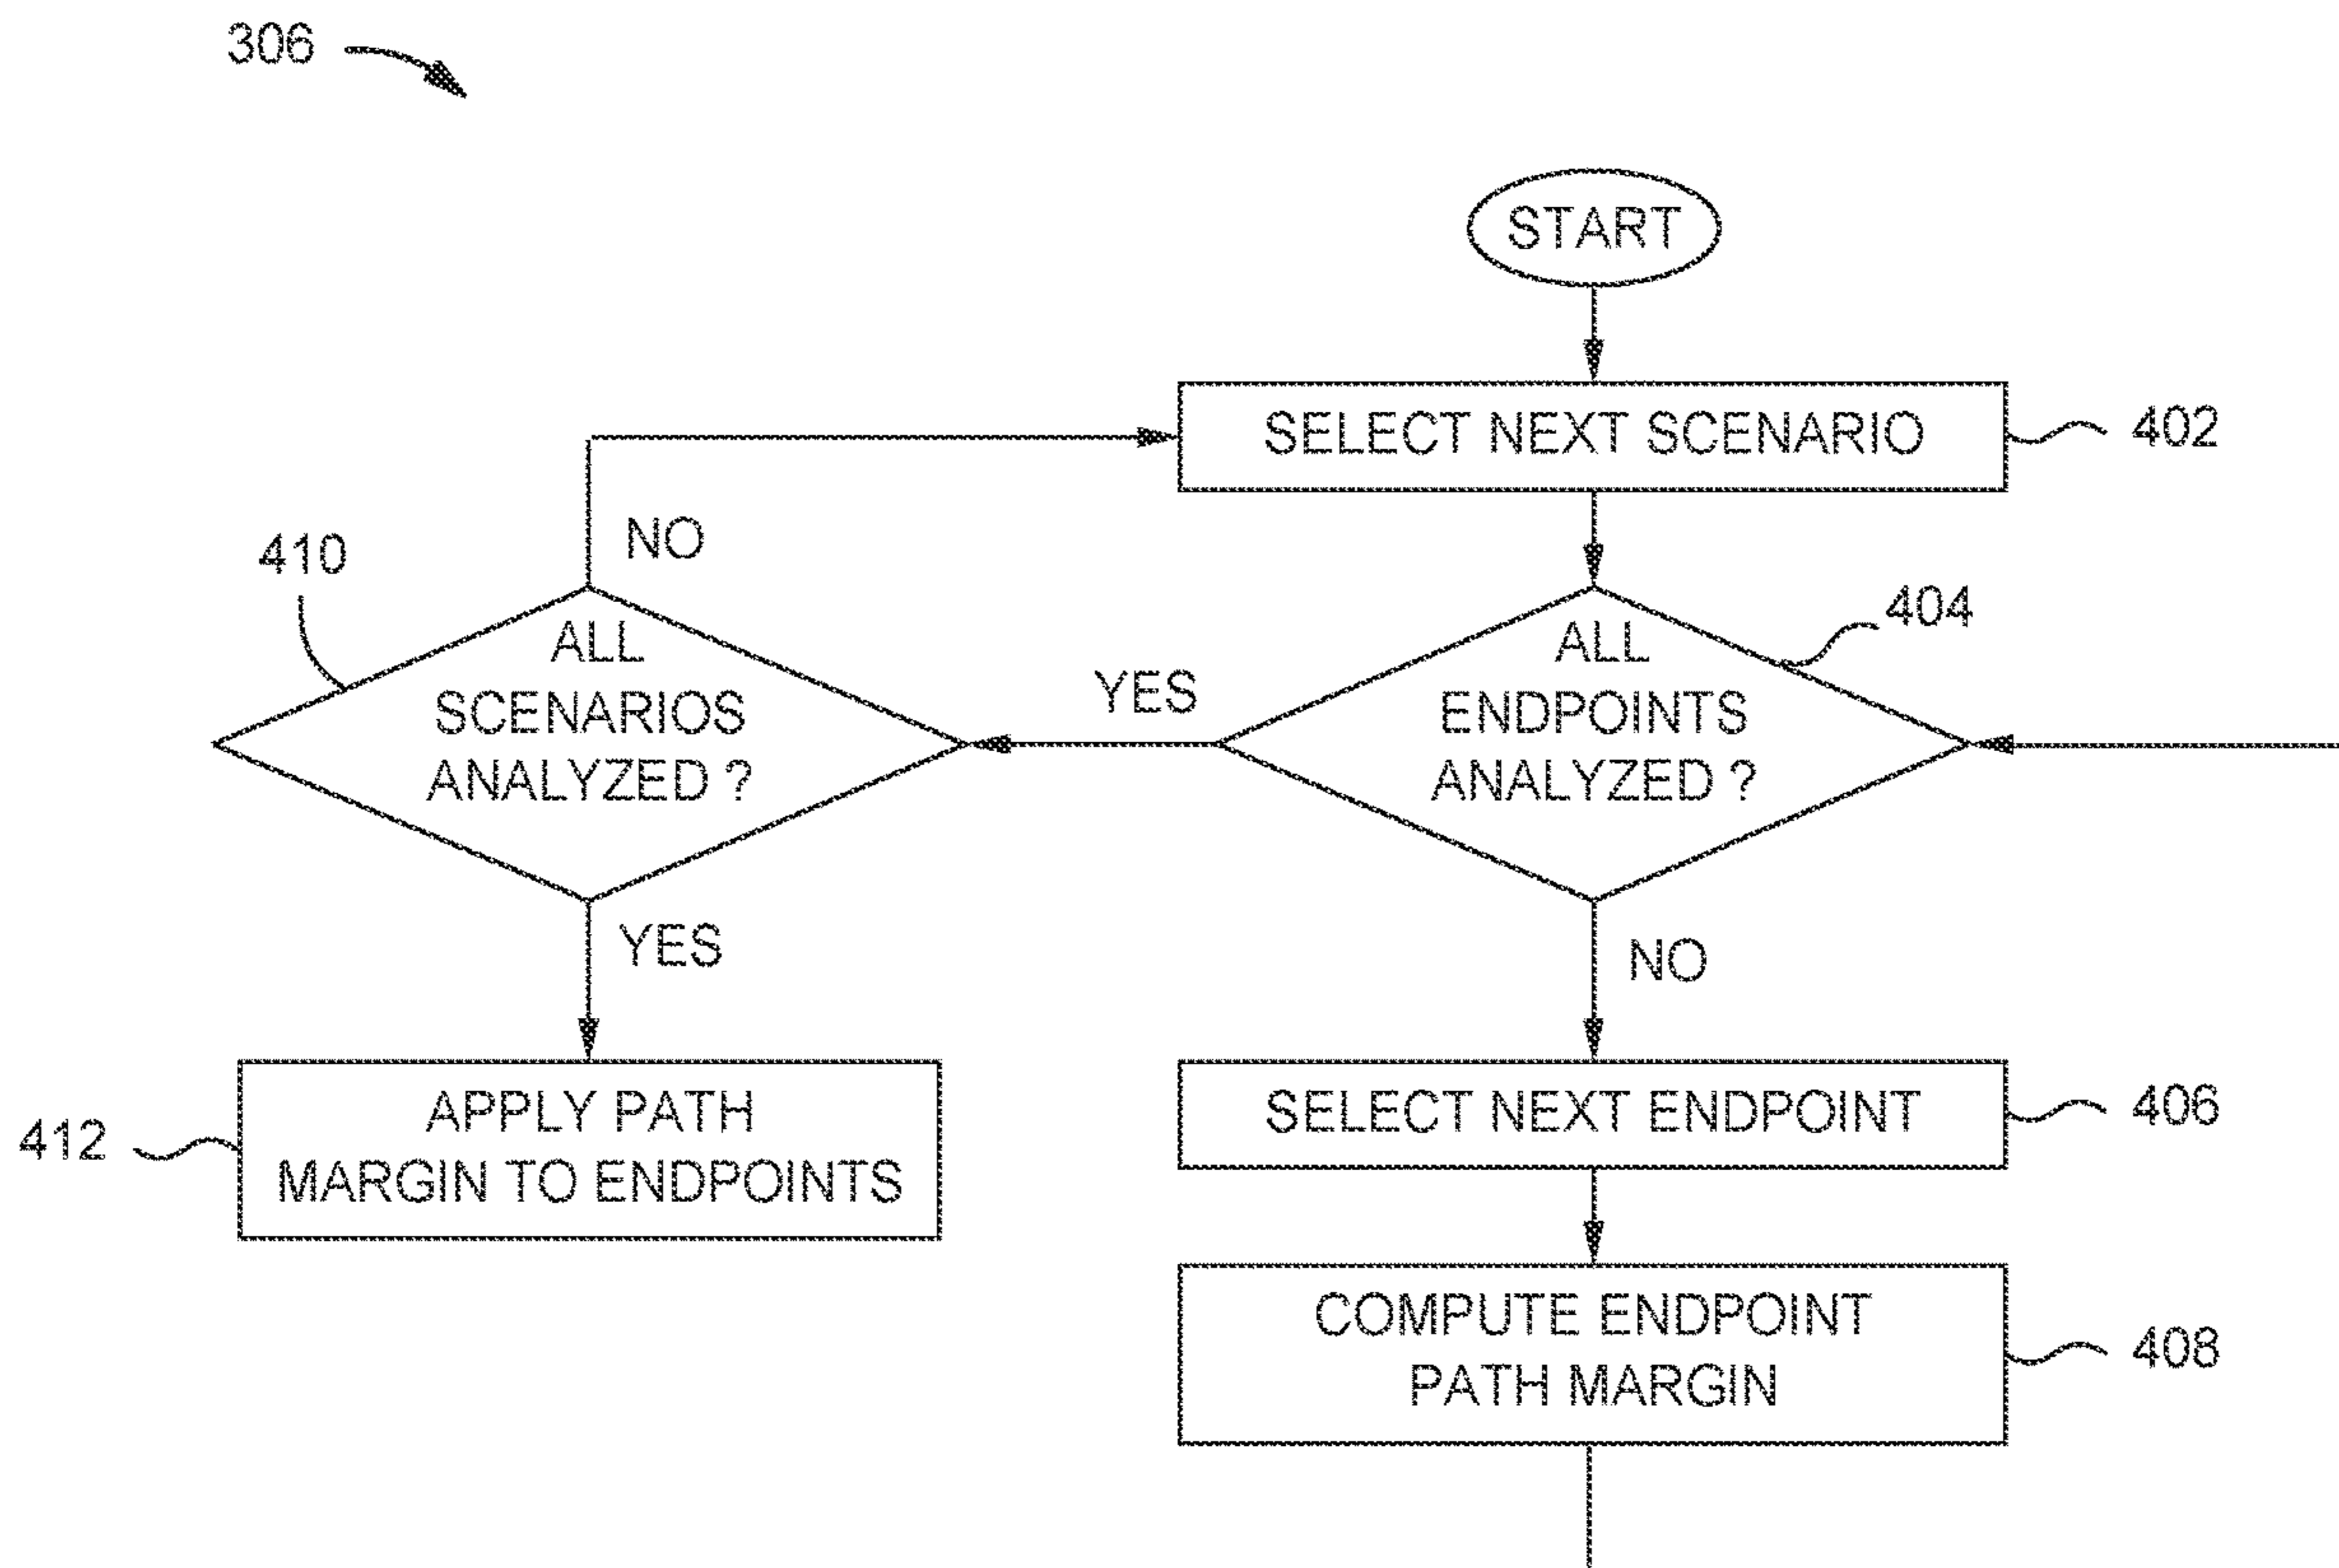 306
START
SELECT NEXT SCENARIO
402
NO
410
ALL
SCENARIOS
ANALYZED ?
YES
404
ALL
ENDPOINTS
ANALYZED ?
YES
NO
412
APPLY PATH
MARGIN TO ENDPOINTS
SELECT NEXT ENDPOINT
406
COMPUTE ENDPOINT
PATH MARGIN
408